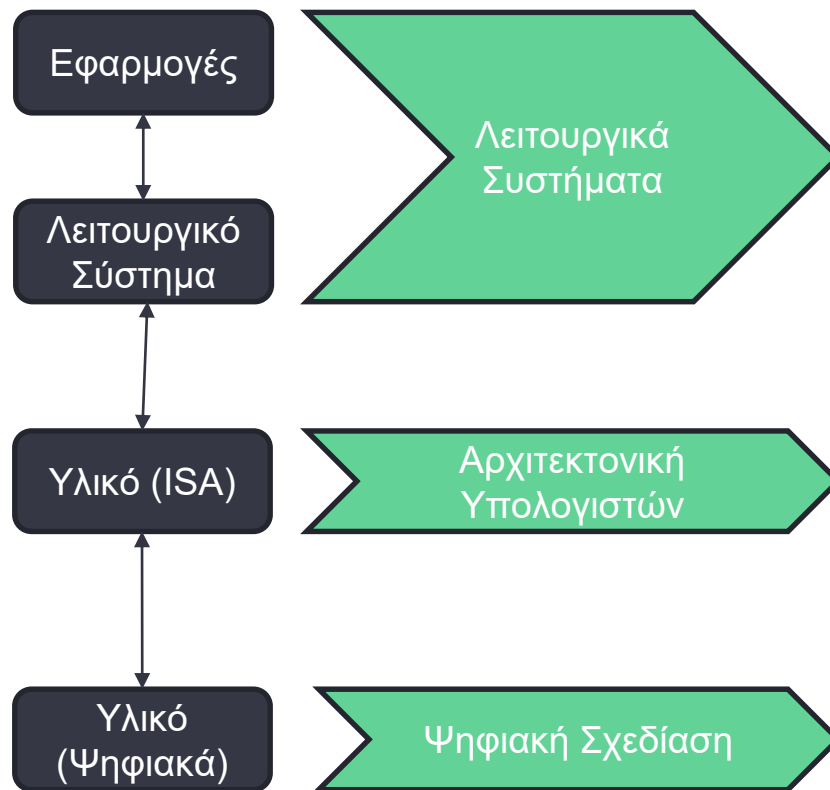 Εφαρμογές
Λειτουργικά
Συστήματα
Λειτουργικό
Σύστημα
Υλικό (ISA)
Αρχιτεκτονική
Υπολογιστών
Υλικό
(Ψηφιακά)
Ψηφιακή Σχεδίαση